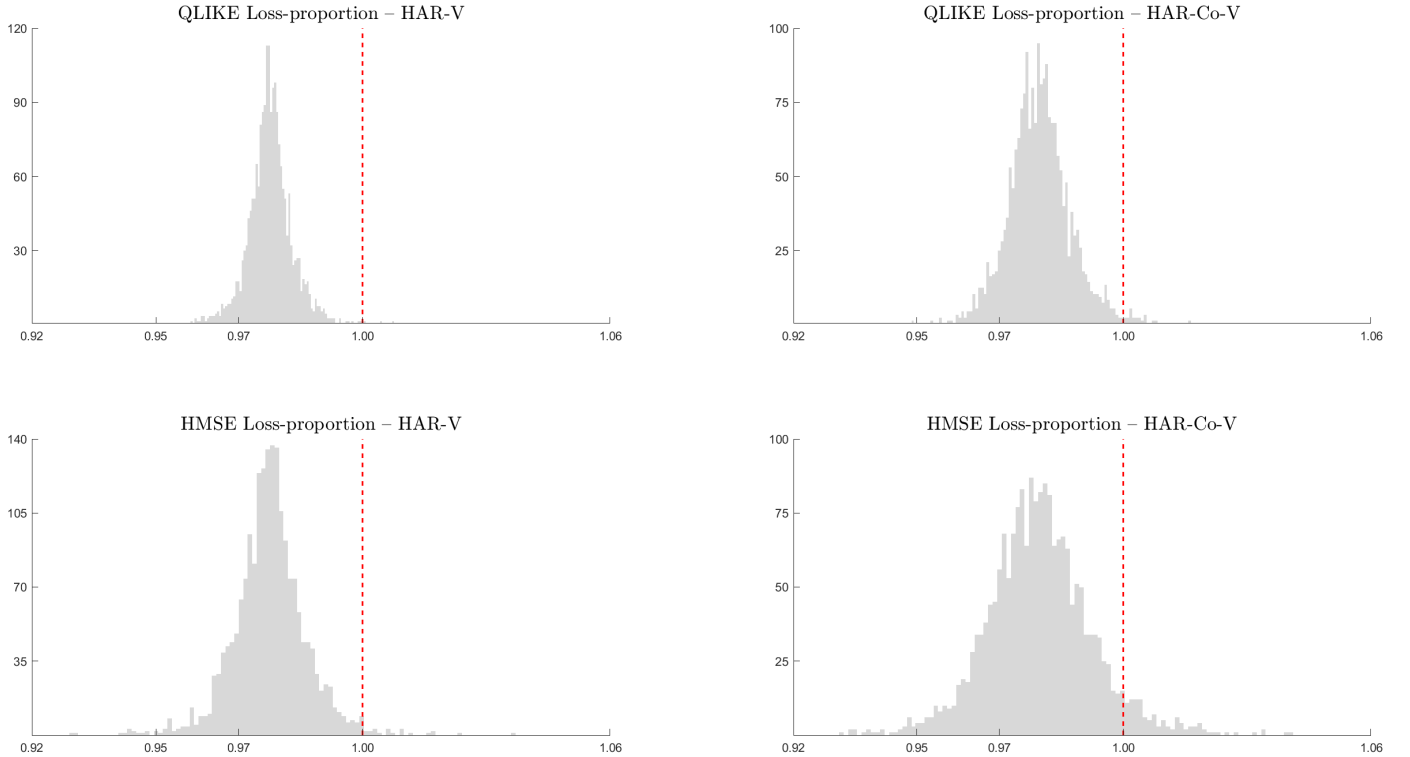 QLIKE Loss-proportion – HAR-V
120
90
60
30
0.92 0.95 0.97 1.00 1.06
QLIKE Loss-proportion – HAR-Co-V
100
75
50
25
0.92 0.95 0.97 1.00 1.06
HMSE Loss-proportion – HAR-V
140
105
70
35
0.92 0.95 0.97 1.00 1.06
HMSE Loss-proportion – HAR-Co-V
100
75
50
25
0.92 0.95 0.97 1.00 1.06